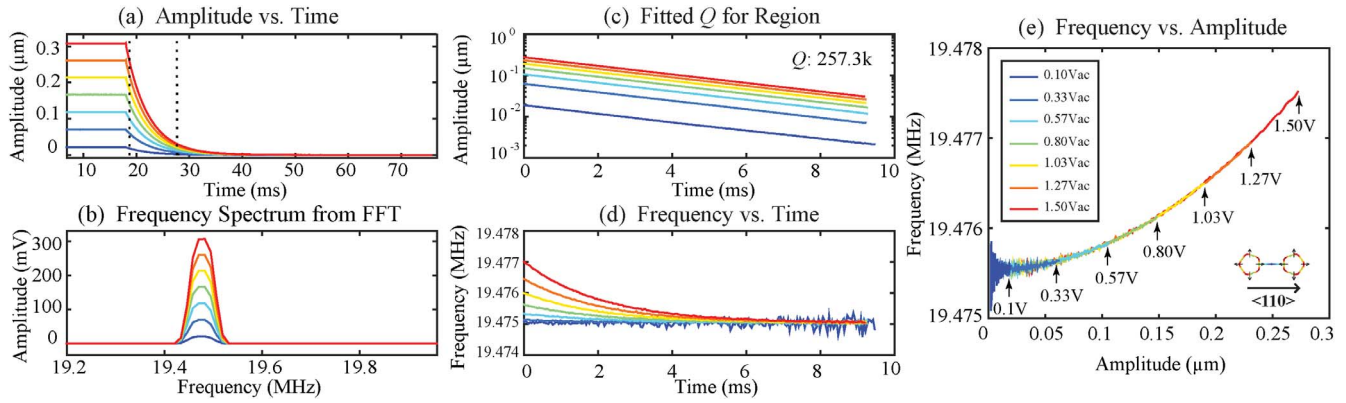 (a) Amplitude vs. Time
Amplitude (µm)
0.3
0.2
0.1
0
10 20 30 40 50 60 70
Time (ms)
(b) Frequency Spectrum from FFT
Amplitude (mV)
300
200
100
0
19.2 19.4 19.6 19.8
Frequency (MHz)
(c) Fitted Q for Region
Amplitude (µm)
10^0
10^-1
10^-2
10^-3
Q: 257.3k
0 2 4 6 8 10
Time (ms)
(d) Frequency vs. Time
Frequency (MHz)
19.478
19.477
19.476
19.475
19.474
0 2 4 6 8 10
Time (ms)
(e) Frequency vs. Amplitude
Frequency (MHz)
19.478
19.477
19.476
19.475
0.10Vac
0.33Vac
0.57Vac
0.80Vac
1.03Vac
1.27Vac
1.50Vac
1.50V
1.27V
1.03V
0.80V
0.57V
0.33V
0.1V
<110>
0 0.05 0.1 0.15 0.2 0.25 0.3
Amplitude (µm)